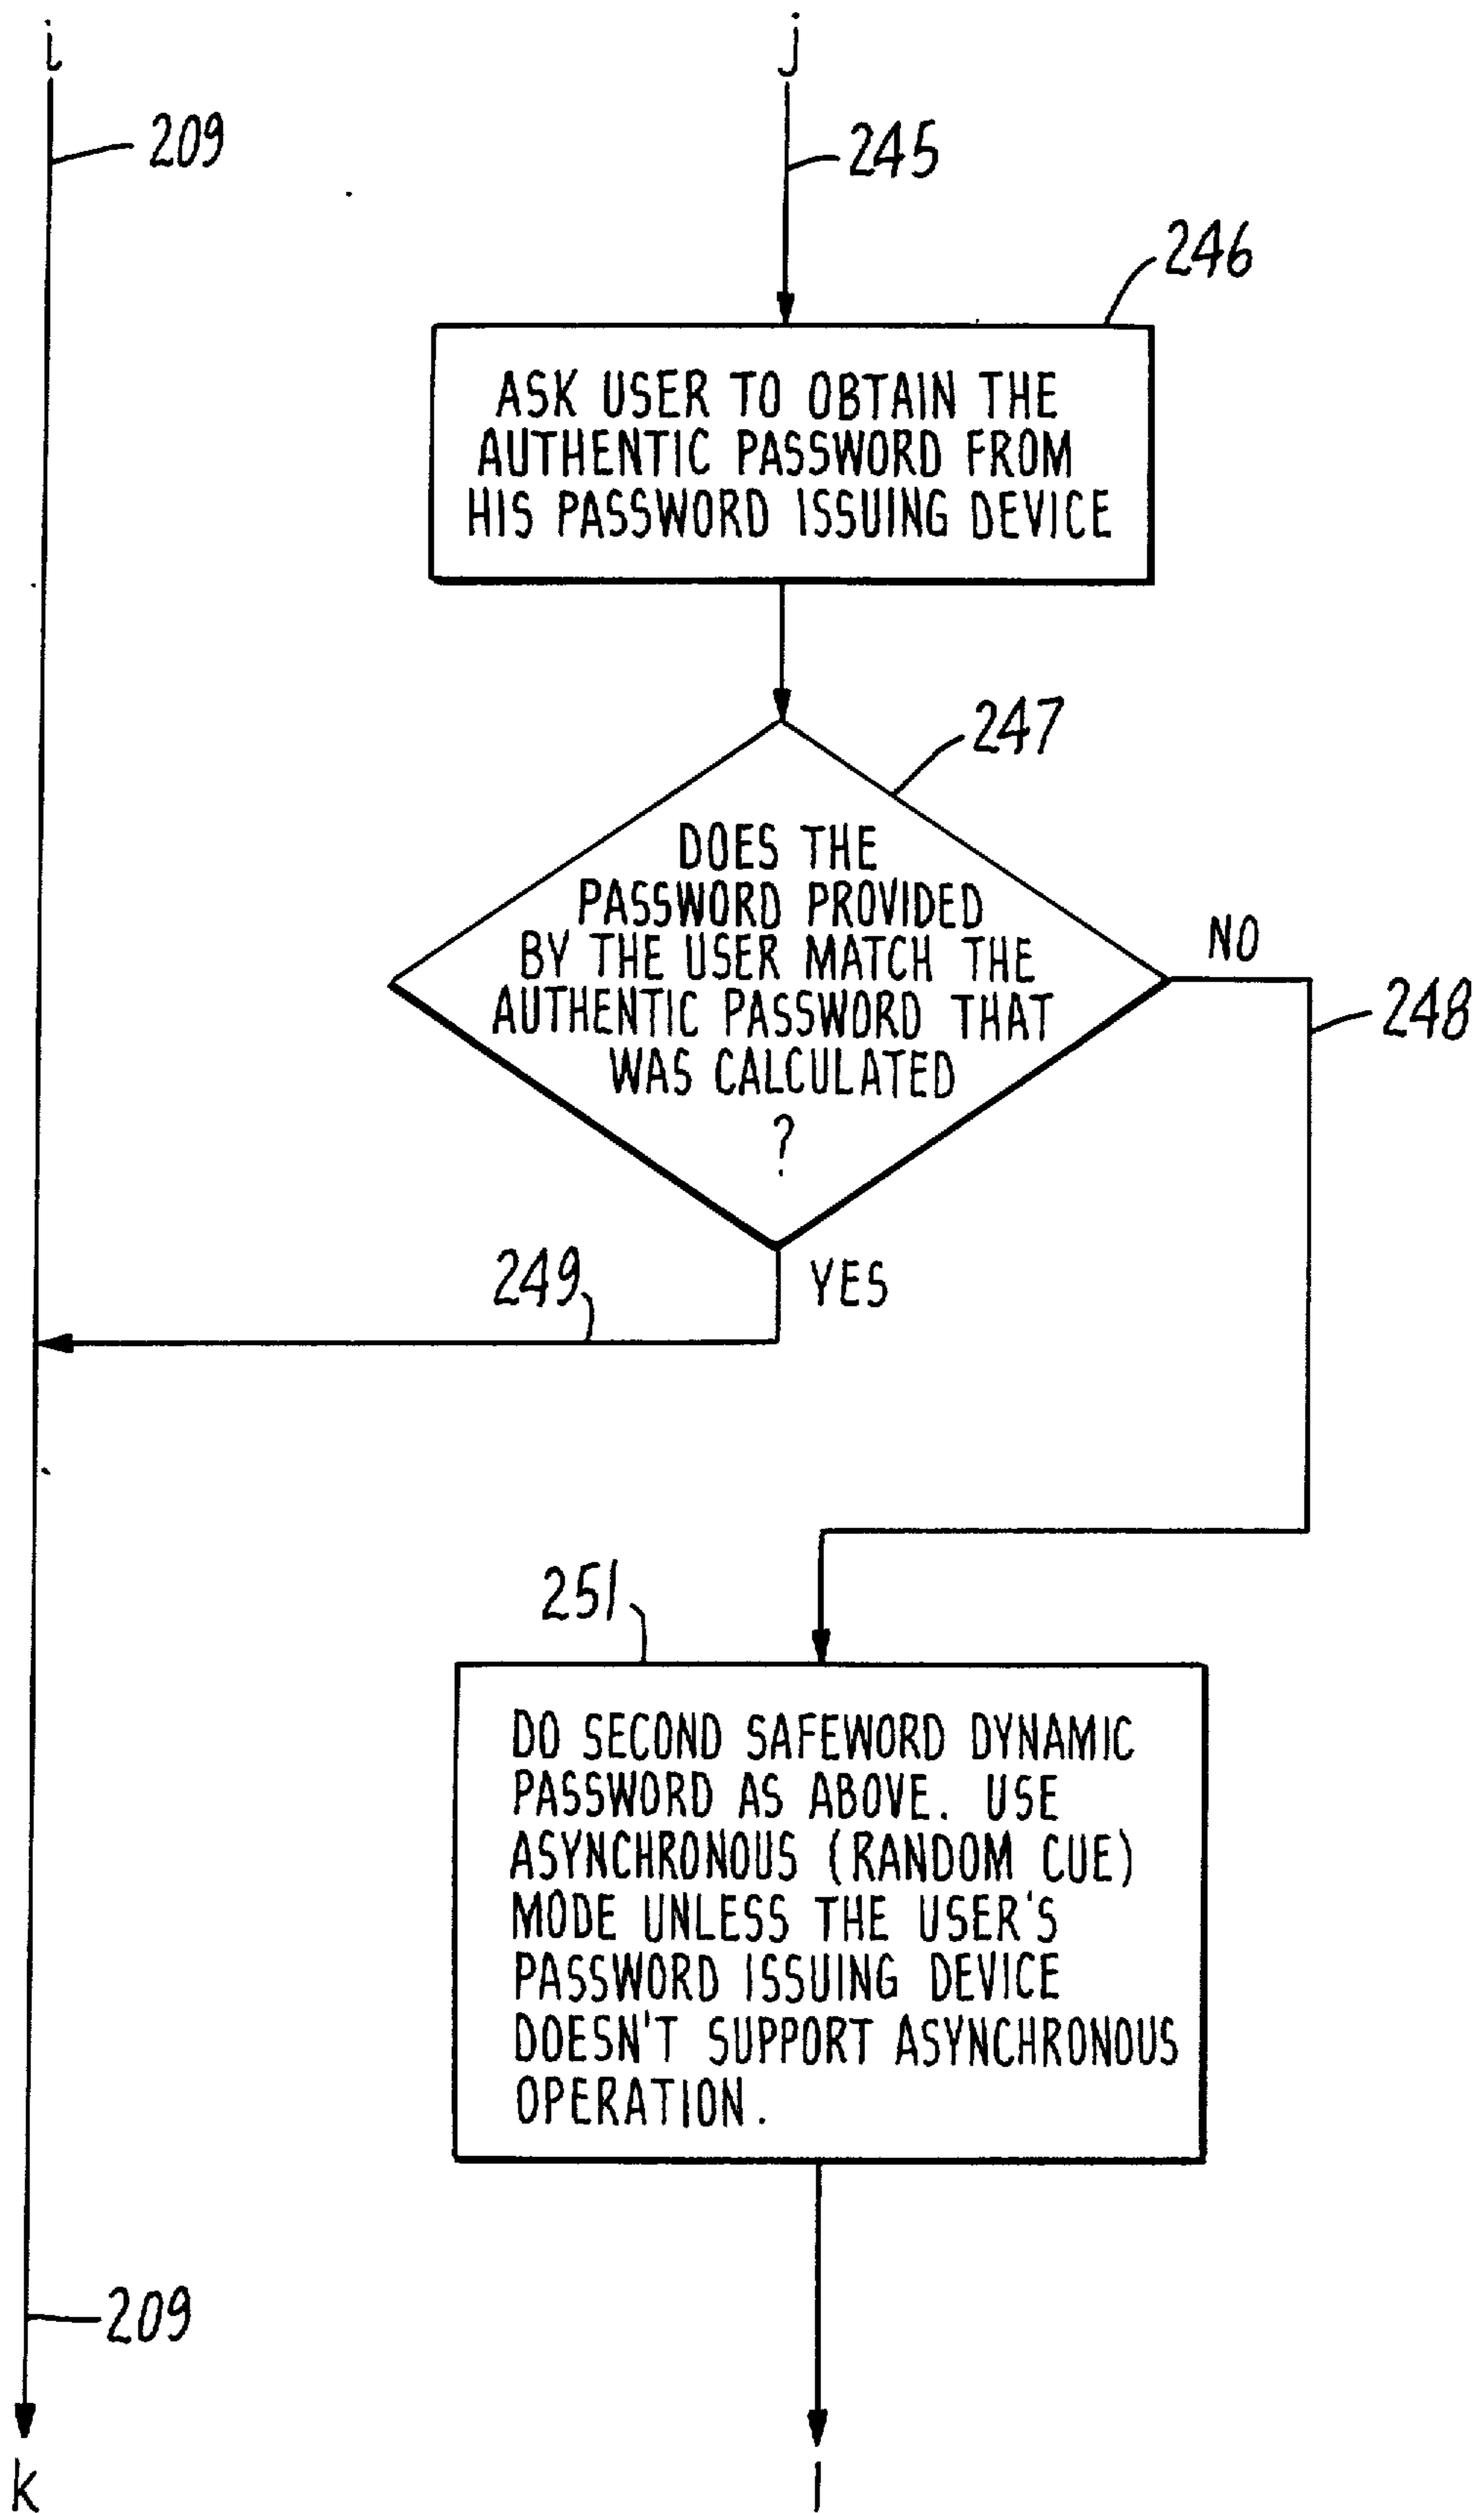 i
j
209
245
246
ASK USER TO OBTAIN THE
AUTHENTIC PASSWORD FROM
HIS PASSWORD ISSUING DEVICE
247
DOES THE
PASSWORD PROVIDED
BY THE USER MATCH THE
AUTHENTIC PASSWORD THAT
WAS CALCULATED
?
NO
248
249
YES
251
DO SECOND SAFEWORD DYNAMIC
PASSWORD AS ABOVE. USE
ASYNCHRONOUS (RANDOM CUE)
MODE UNLESS THE USER'S
PASSWORD ISSUING DEVICE
DOESN'T SUPPORT ASYNCHRONOUS
OPERATION.
209
k
l